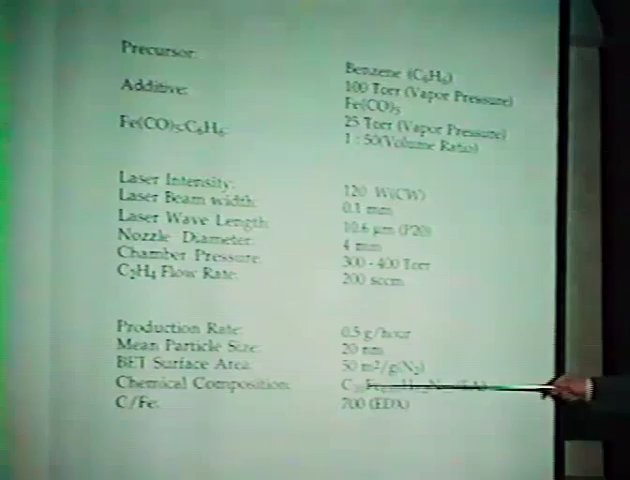 Precursor: Benzene (C₆H₆)
100 Torr (Vapor Pressure)
Additive: Fe(CO)₅
25 Torr (Vapor Pressure)
Fe(CO)₅:C₆H₆: 1 : 50(Volume Ratio)
Laser Intensity: 120 W(CW)
Laser Beam width: 0.1 mm
Laser Wave Length: 10.6 μm (P20)
Nozzle Diameter: 4 mm
Chamber Pressure: 300 - 400 Torr
C₂H₄ Flow Rate: 200 sccm
Production Rate: 0.5 g/hour
Mean Particle Size: 20 nm
BET Surface Area: 50 m²/g(N₂)
Chemical Composition:
C/Fe: 700 (EDX)